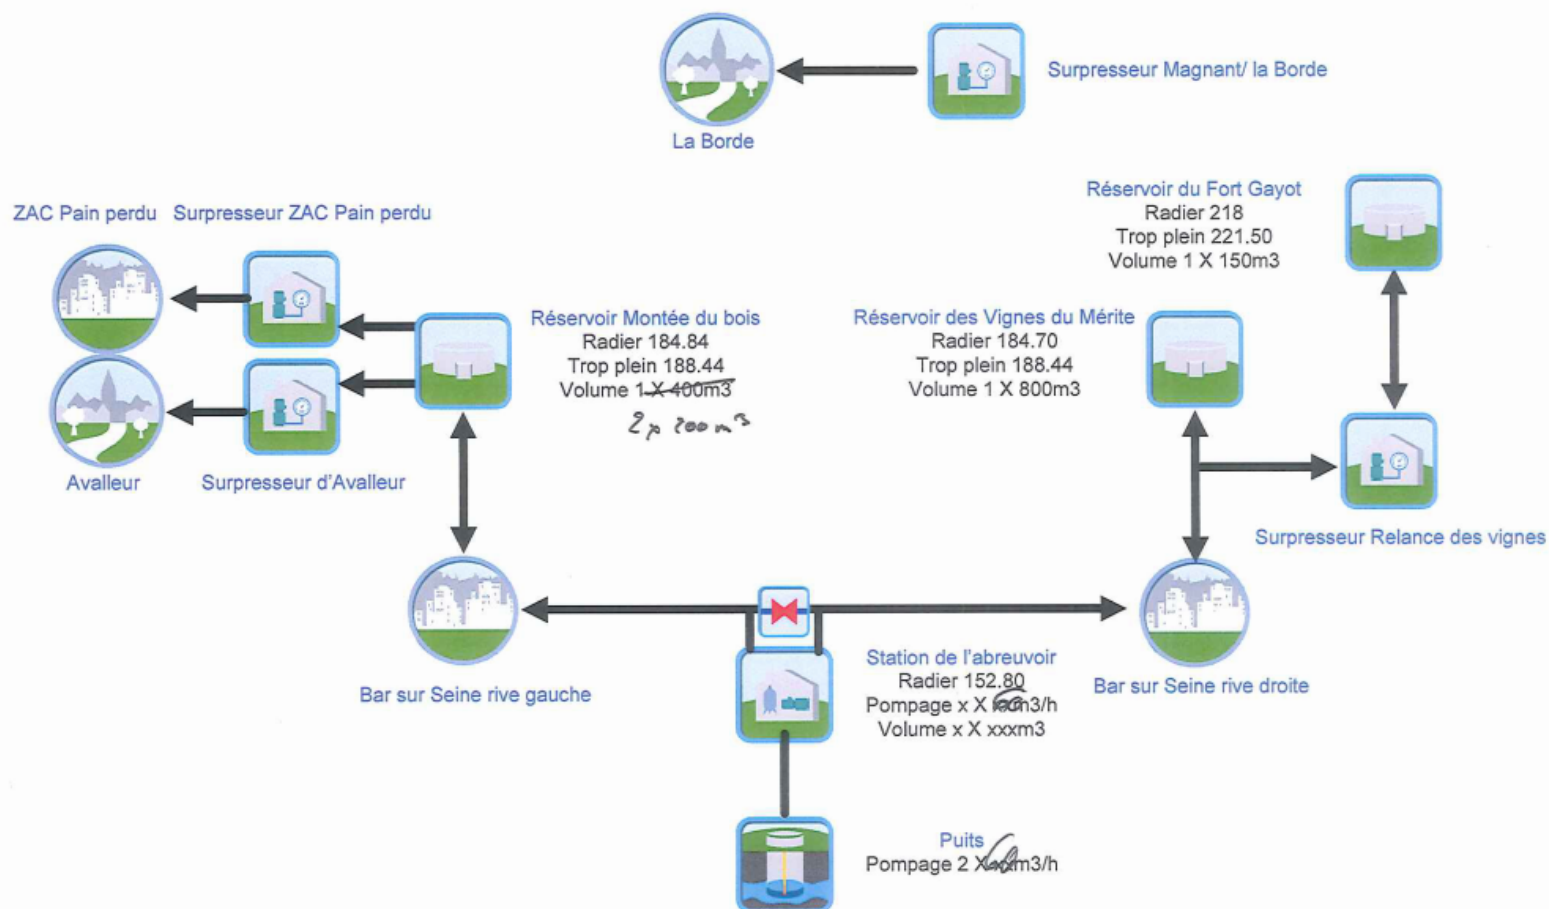 Surpresseur Magnant/ la Borde
La Borde
Réservoir du Fort Gayot
Radier 218
Trop plein 221.50
Volume 1 X 150m3
ZAC Pain perdu
Surpresseur ZAC Pain perdu
Réservoir Montée du bois
Radier 184.84
Trop plein 188.44
Volume 1 X 400m3
2 x 200 m3
Réservoir des Vignes du Mérite
Radier 184.70
Trop plein 188.44
Volume 1 X 800m3
Avalleur
Surpresseur d'Avalleur
Surpresseur Relance des vignes
Bar sur Seine rive gauche
Station de l'abreuvoir
Radier 152.80
Pompage x X m3/h
Volume x X xxxm3
Bar sur Seine rive droite
Puits
Pompage 2 X m3/h